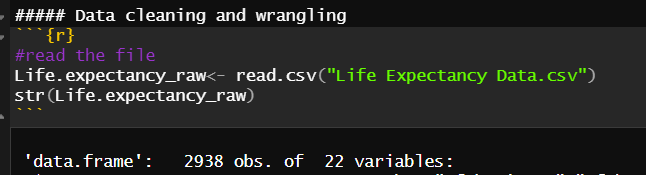 ##### Data cleaning and wrangling
```{r}
#read the file
Life.expectancy_raw<- read.csv("Life Expectancy Data.csv")
str(Life.expectancy_raw)
```
'data.frame': 2938 obs. of 22 variables: